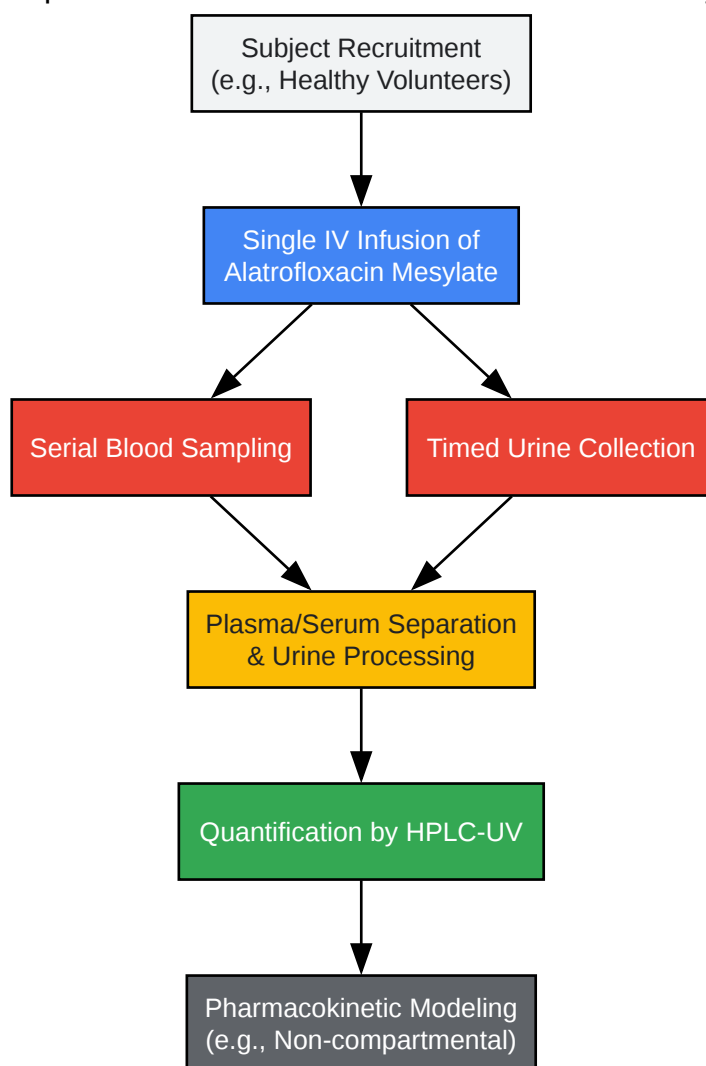 Subject Recruitment
(e.g., Healthy Volunteers)
Single IV Infusion of
Alatrofloxacin Mesylate
Serial Blood Sampling
Timed Urine Collection
Plasma/Serum Separation
& Urine Processing
Quantification by HPLC-UV
Pharmacokinetic Modeling
(e.g., Non-compartmental)